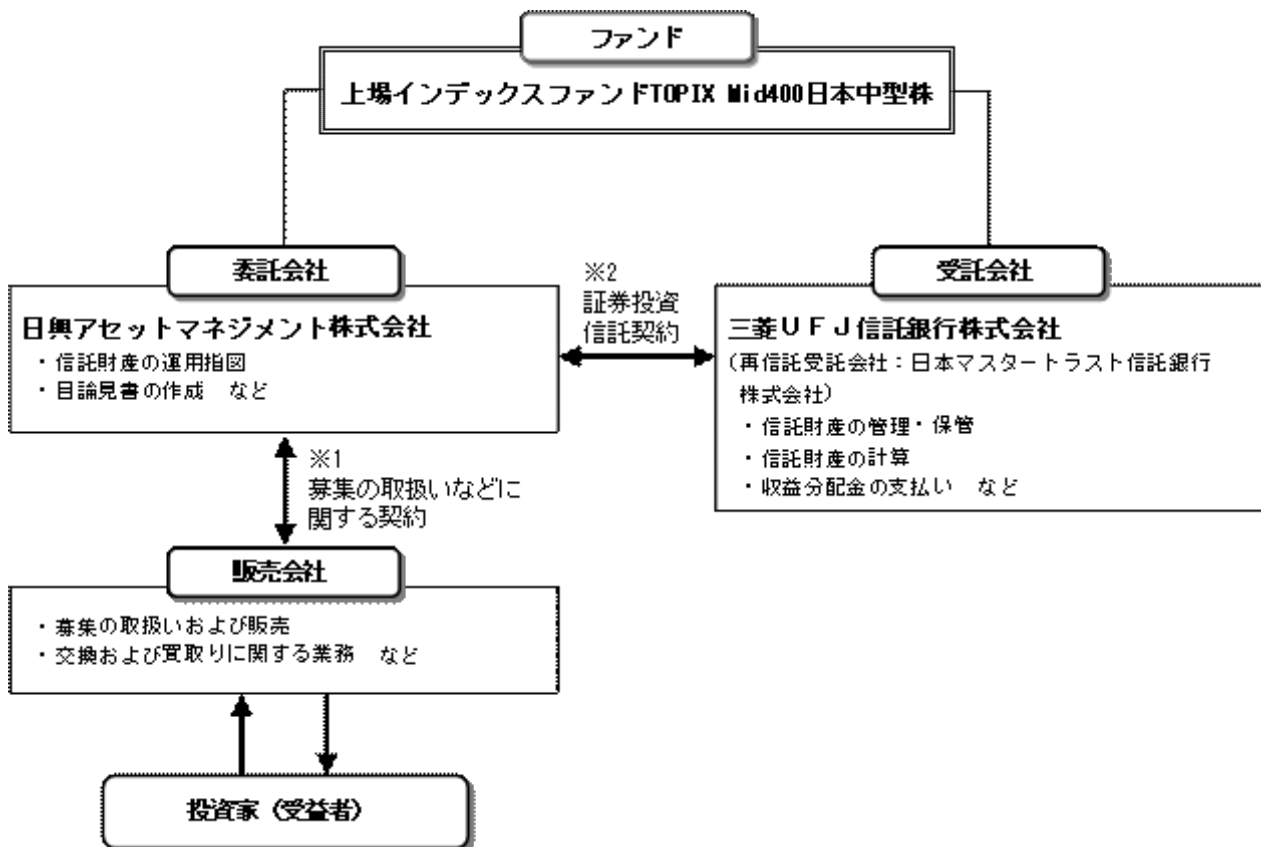 ファンド
上場インデックスファンドTOPIX Mid400日本中型株
委託会社
日興アセットマネジメント株式会社
・信託財産の運用指図
・目論見書の作成　など
※2
証券投資
信託契約
受託会社
三菱ＵＦＪ信託銀行株式会社
(再信託受託会社：日本マスタートラスト信託銀行
株式会社)
・信託財産の管理・保管
・信託財産の計算
・収益分配金の支払い　など
※1
募集の取扱いなどに
関する契約
販売会社
・募集の取扱いおよび販売
・交換および買取りに関する業務　など
投資家（受益者）